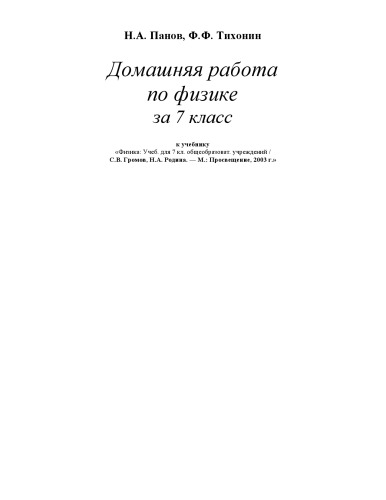 Н.А. Панов, Ф.Ф. Тихонин
Домашняя работа
по физике
за 7 класс
к учебнику
«Физика: Учеб. для 7 кл. общеобразоват. учреждений /
С.В. Громов, Н.А. Родина. — М.: Просвещение, 2003 г.»